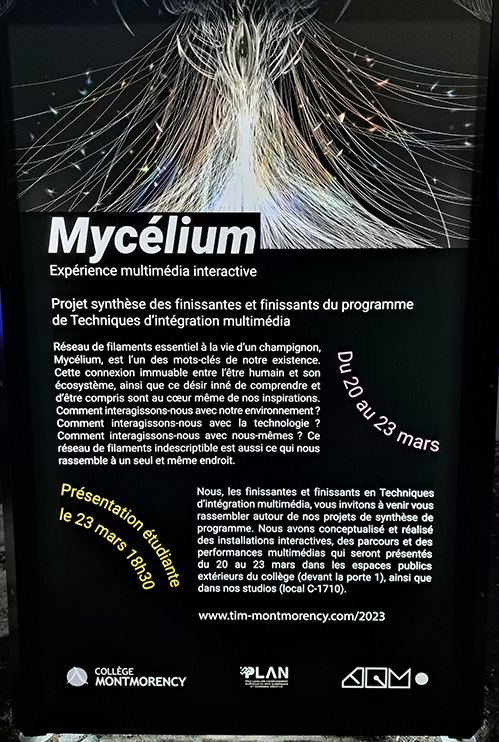 Mycélium
Expérience multimédia interactive
Projet synthèse des finissantes et finissants du programme
de Techniques d'intégration multimédia
Réseau de filaments essentiel à la vie d'un champignon,
Mycélium, est l'un des mots-clés de notre existence.
Cette connexion immuable entre l'être humain et son
écosystème, ainsi que ce désir inné de comprendre et
d'être compris sont au cœur même de nos inspirations.
Comment interagissons-nous avec notre environnement ?
Comment interagissons-nous avec la technologie ?
Comment interagissons-nous avec nous-mêmes ? Ce
réseau de filaments indescriptible est aussi ce qui nous
rassemble à un seul et même endroit.
Du 20 au 23 mars
Présentation étudiante
le 23 mars 18h30
Nous, les finissantes et finissants en Techniques
d'intégration multimédia, vous invitons à venir vous
rassembler autour de nos projets de synthèse de
programme. Nous avons conceptualisé et réalisé
des installations interactives, des parcours et des
performances multimédias qui seront présentés
du 20 au 23 mars dans les espaces publics
extérieurs du collège (devant la porte 1), ainsi que
dans nos studios (local C-1710).
www.tim-montmorency.com/2023
COLLÈGE
MONTMORENCY
PLAN